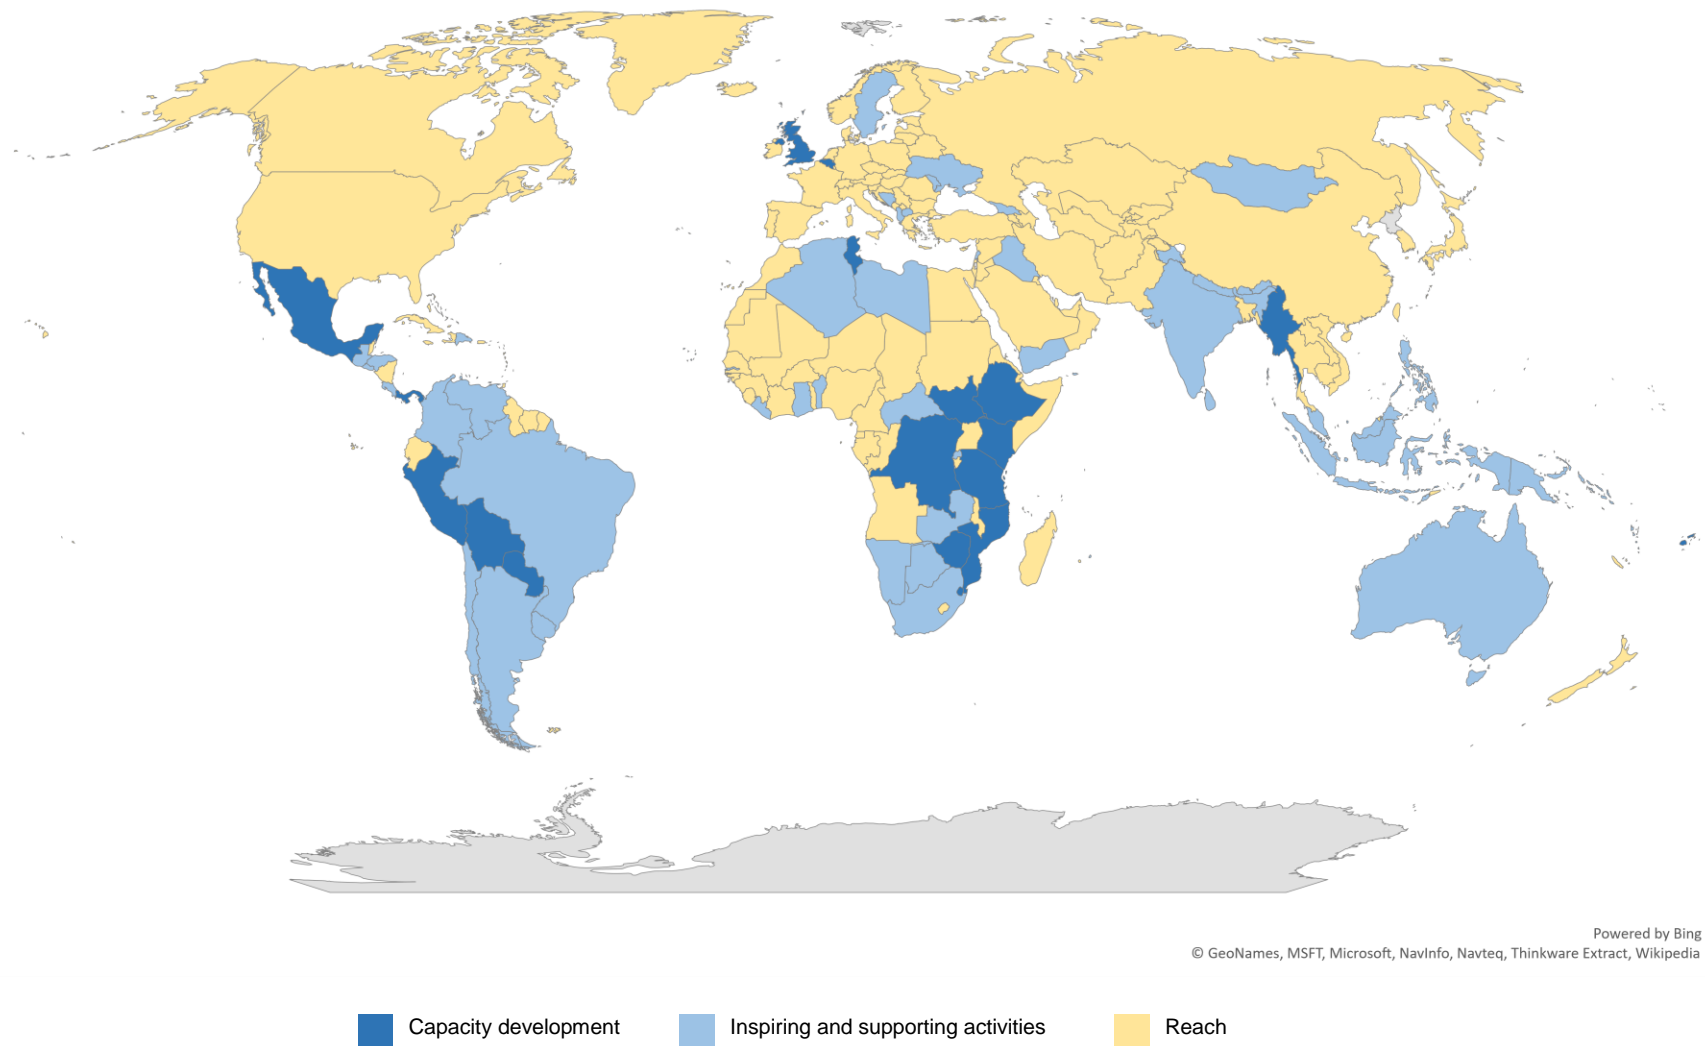 Powered by Bing
© GeoNames, MSFT, Microsoft, NavInfo, Navteq, Thinkware Extract, Wikipedia
Capacity development
Inspiring and supporting activities
Reach